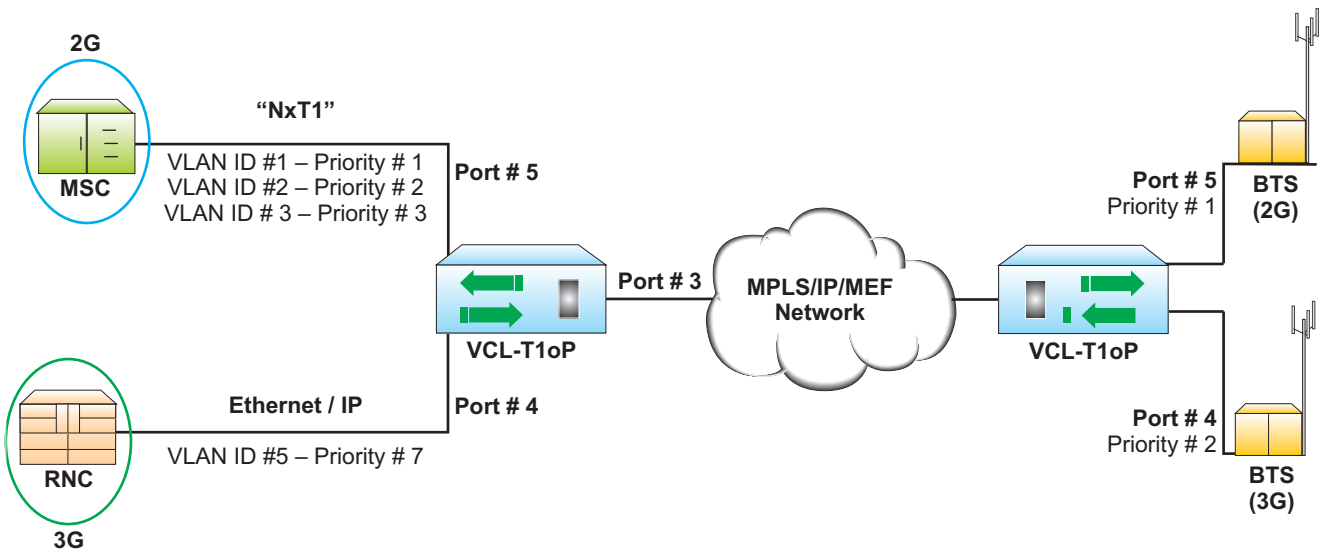 2G
MSC
“NxT1”
VLAN ID #1 – Priority # 1
VLAN ID #2 – Priority # 2
VLAN ID # 3 – Priority # 3
Port # 5
VCL-T1oP
Port # 3
MPLS/IP/MEF
Network
VCL-T1oP
Port # 5
Priority # 1
BTS
(2G)
RNC
3G
Ethernet / IP
VLAN ID #5 – Priority # 7
Port # 4
Port # 4
Priority # 2
BTS
(3G)